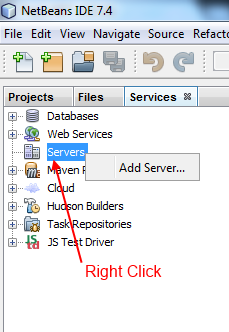 NetBeans IDE 7.4
File Edit View Navigate Source Refacto
Projects Files Services
Databases
Web Services
Servers
Add Server...
Maven
Cloud
Hudson Builders
Task Repositories
JS Test Driver
Right Click